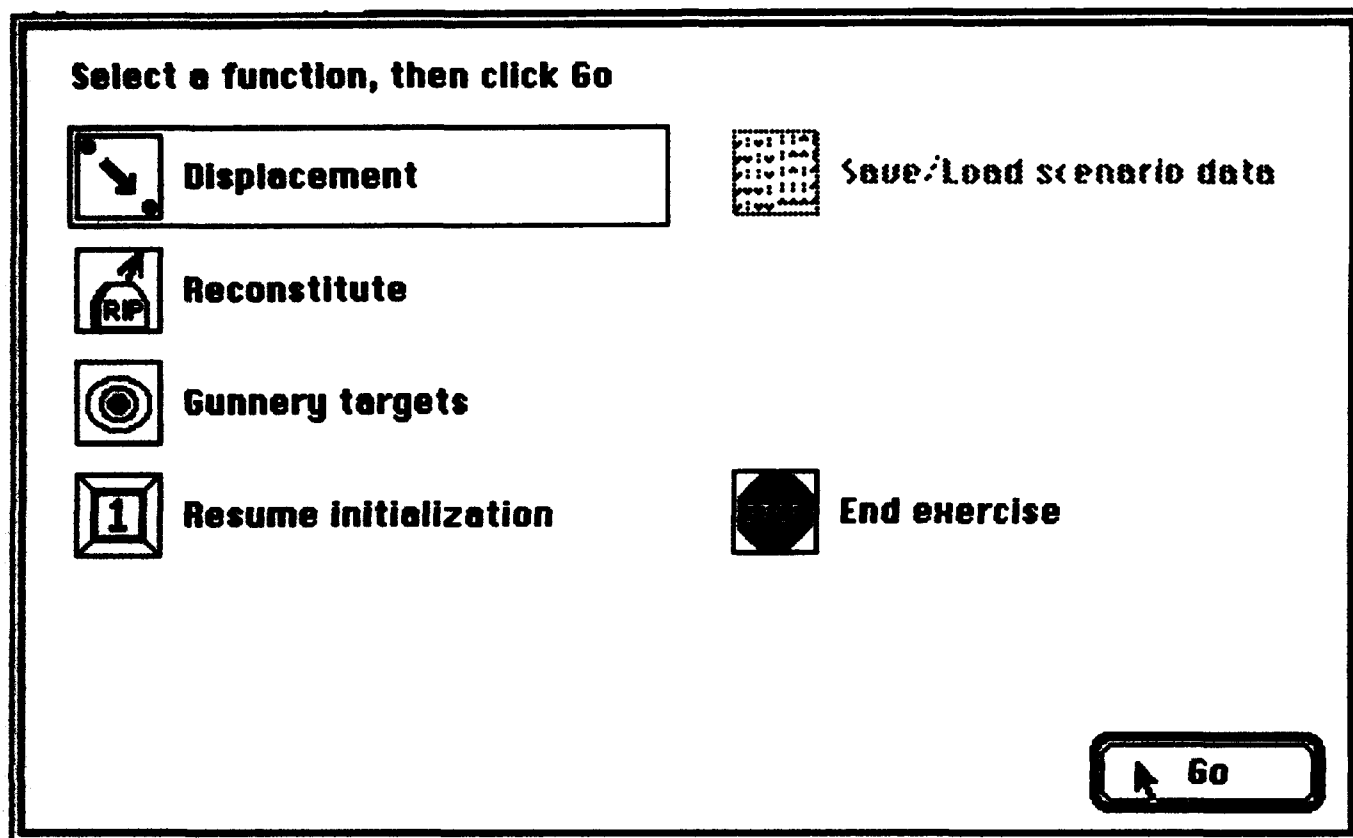 Select a function, then click Go
Displacement
Save/Load scenario data
RIP
Reconstitute
Gunnery targets
1
Resume initialization
End exercise
Go